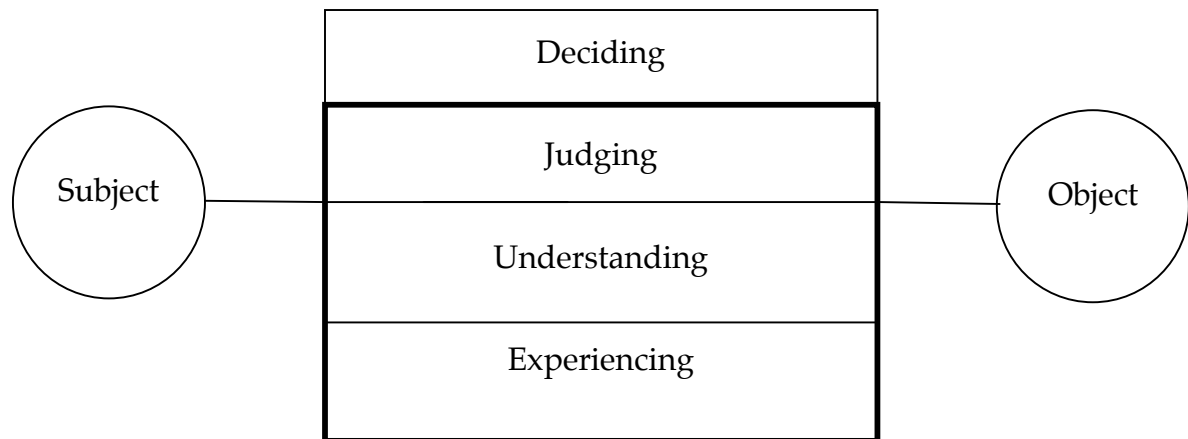 Deciding
Judging
Subject
Object
Understanding
Experiencing